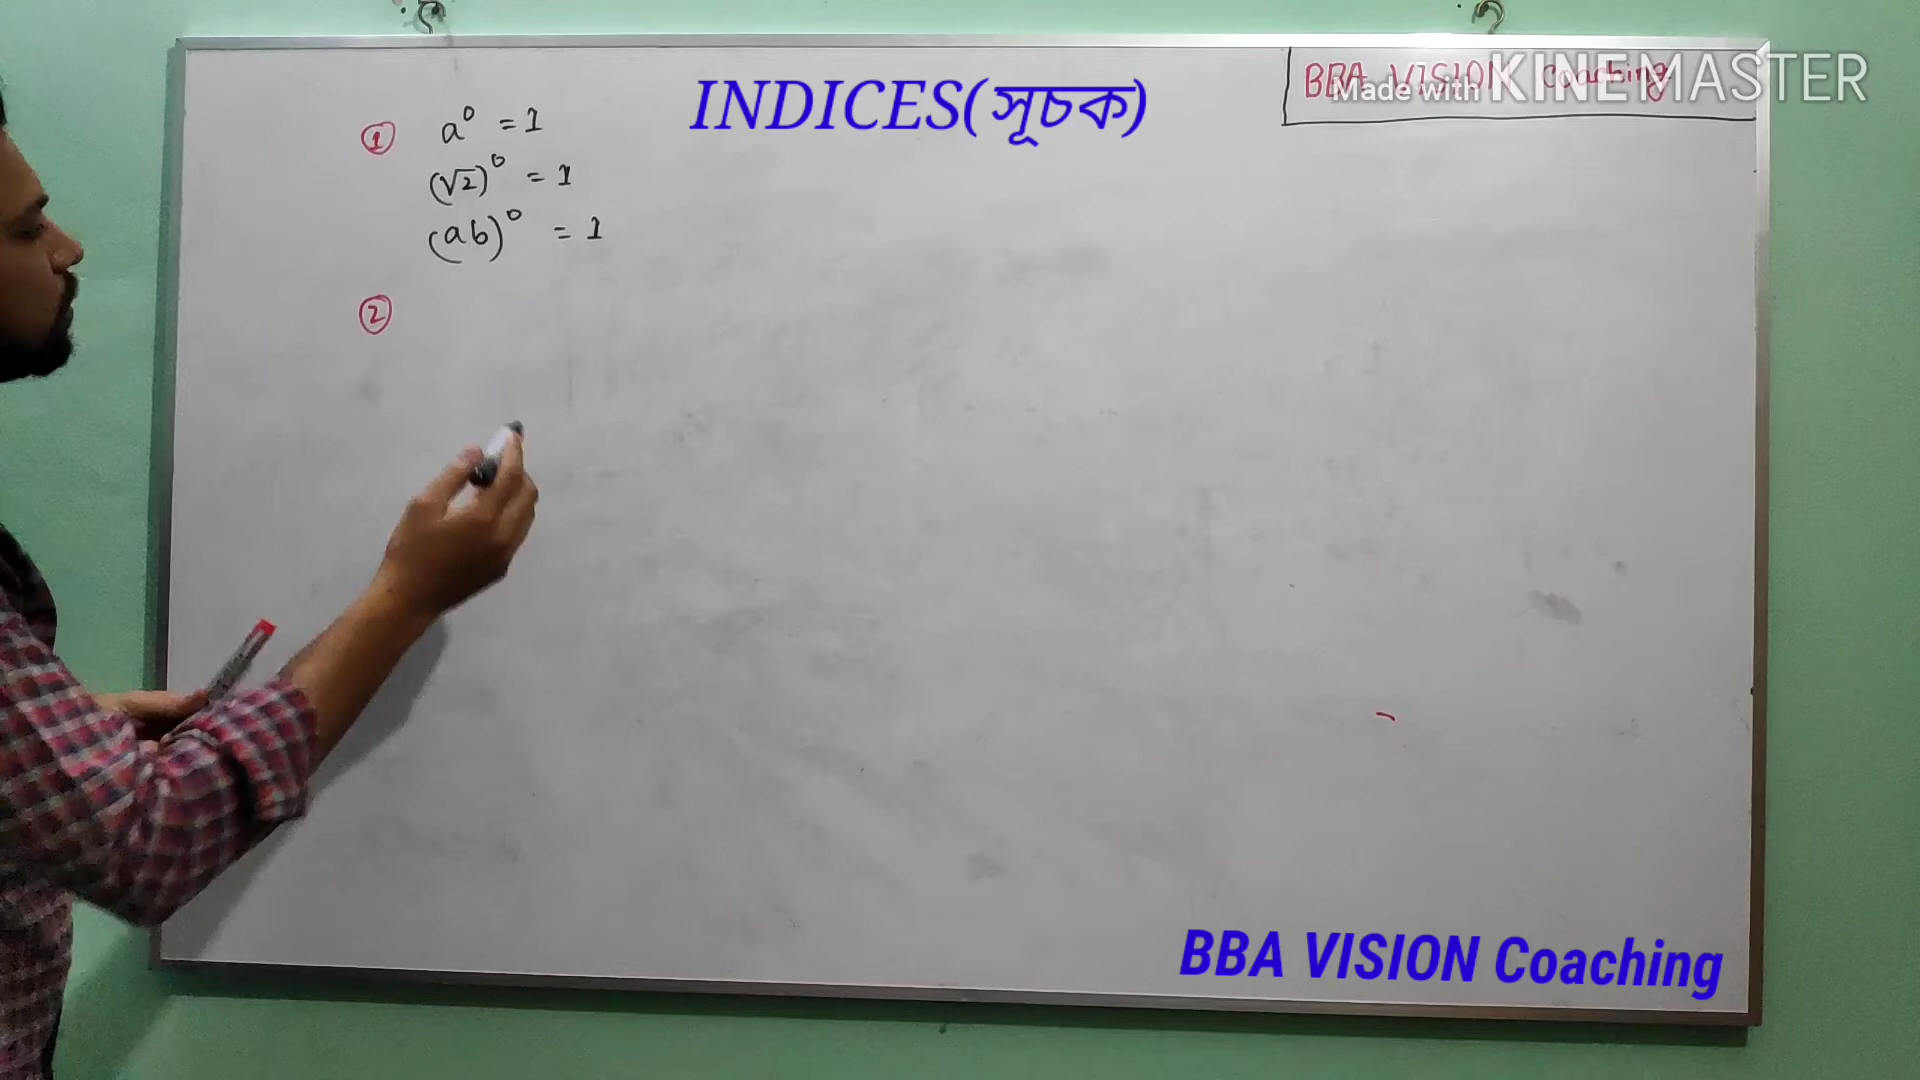 INDICES(সূচক)
BBA VISION Coaching
Made with KINEMASTER
① a⁰ = 1
(√2)⁰ = 1
(ab)⁰ = 1
②
BBA VISION Coaching